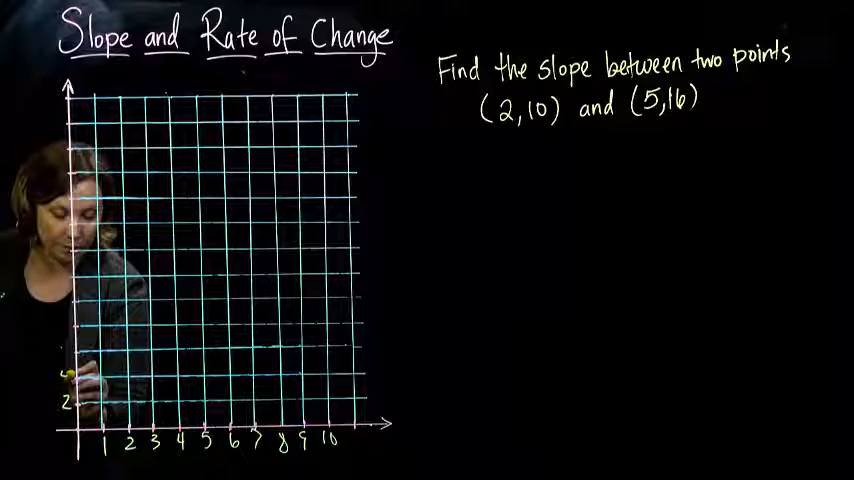 Slope and Rate of Change
Find the slope between two points
(2,10) and (5,16)
2
1 2 3 4 5 6 7 8 9 10